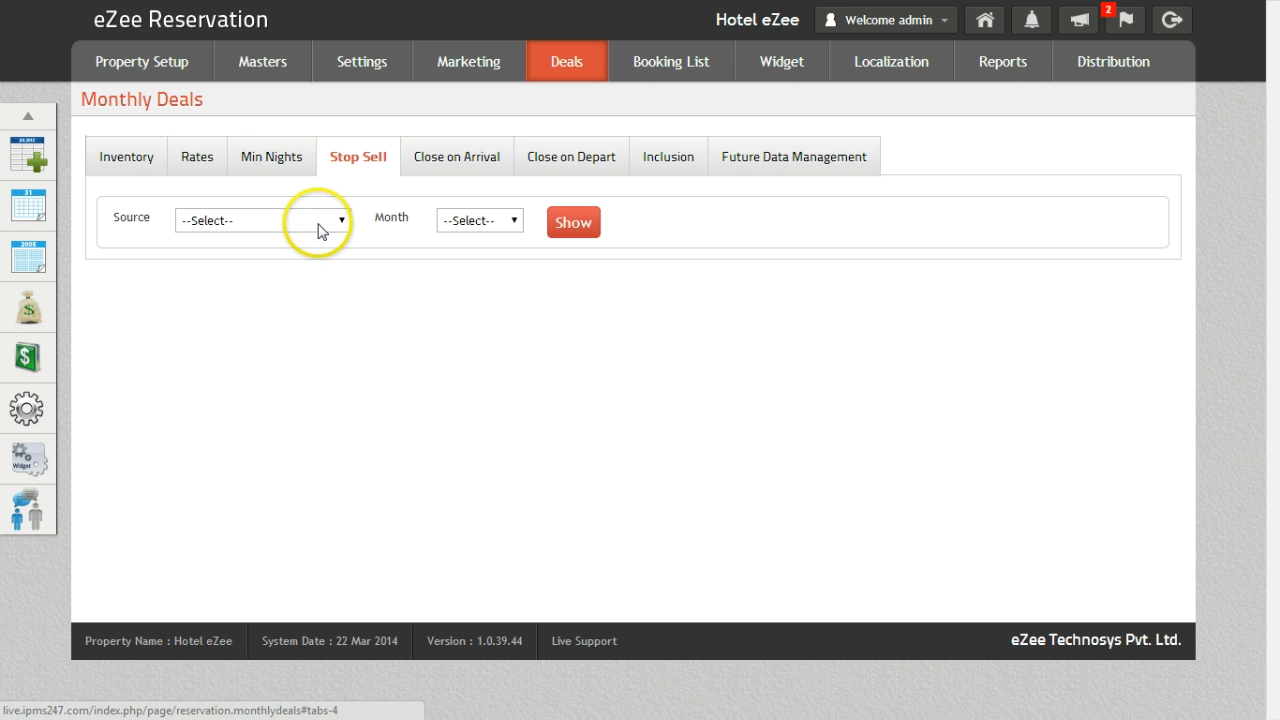 eZee Reservation
Hotel eZee
Welcome admin
2
Property Setup Masters Settings Marketing Deals Booking List Widget Localization Reports Distribution
Monthly Deals
Inventory Rates Min Nights Stop Sell Close on Arrival Close on Depart Inclusion Future Data Management
Source --Select-- Month --Select-- Show
31
2005
$
$
Widget
Property Name : Hotel eZee System Date : 22 Mar 2014 Version : 1.0.39.44 Live Support eZee Technosys Pvt. Ltd.
live.ipms247.com/index.php/page/reservation.monthlydeals#tabs-4